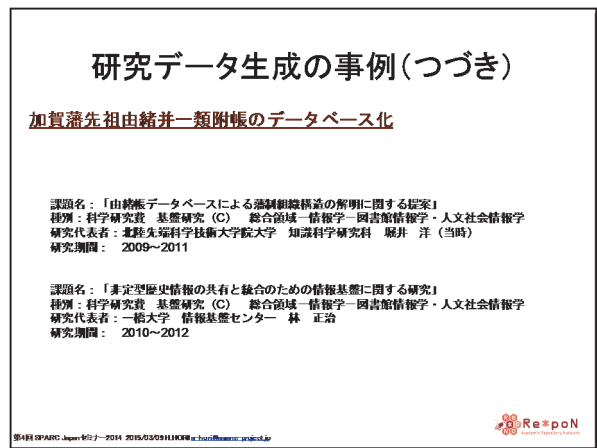 研究データ生成の事例(つづき)
加賀藩先祖由緒并一類附帳のデータベース化
課題名:「由緒帳データベースによる藩制組織構造の解明に関する提案」
種別:科学研究費 基盤研究(C) 総合領域―情報学―図書館情報学・人文社会情報学
研究代表者:北陸先端科学技術大学院大学 知識科学研究科 堀井 洋(当時)
研究期間: 2009~2011
課題名:「非定型歴史情報の共有と統合のための情報基盤に関する研究」
種別:科学研究費 基盤研究(C) 総合領域―情報学―図書館情報学・人文社会情報学
研究代表者:一橋大学 情報基盤センター 林 正治
研究期間: 2010~2012
第4回 SPARC Japanセミナー2014 2015/03/09 H.HORII
Re*poN
Academic Repository Network